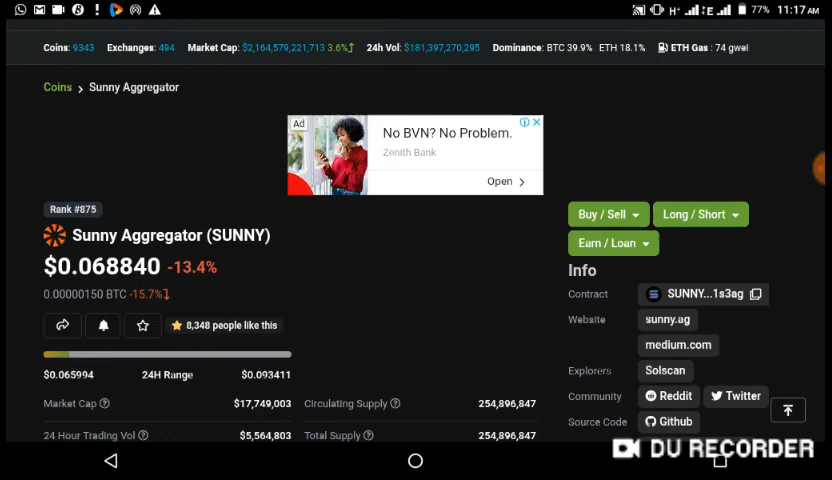 77% 11:17 AM
Coins: 9343 Exchanges: 494 Market Cap: $2,164,579,221,713 3.6% 24h Vol: $181,397,270,295 Dominance: BTC 39.9% ETH 18.1% ETH Gas: 74 gwei
Coins > Sunny Aggregator
Ad
No BVN? No Problem.
Zenith Bank
Open >
Rank #875
Sunny Aggregator (SUNNY)
$0.068840 -13.4%
0.00000150 BTC -15.7%
8,348 people like this
$0.065994 24H Range $0.093411
Market Cap $17,749,003 Circulating Supply 254,896,847
24 Hour Trading Vol $5,564,803 Total Supply 254,896,847
Buy / Sell Long / Short
Earn / Loan
Info
Contract SUNNY...1s3ag
Website sunny.ag
medium.com
Explorers Solscan
Community Reddit Twitter
Source Code Github
DU RECORDER